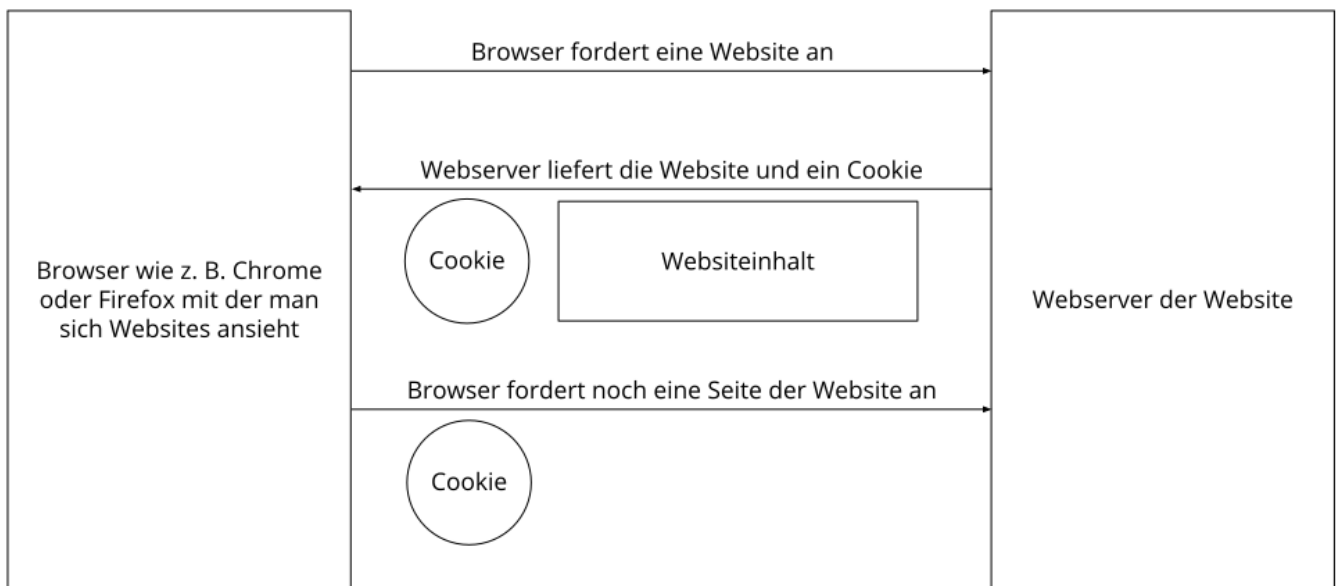 Browser fordert eine Website an
Webserver liefert die Website und ein Cookie
Cookie
Websiteinhalt
Browser wie z. B. Chrome
oder Firefox mit der man
sich Websites ansieht
Webserver der Website
Browser fordert noch eine Seite der Website an
Cookie